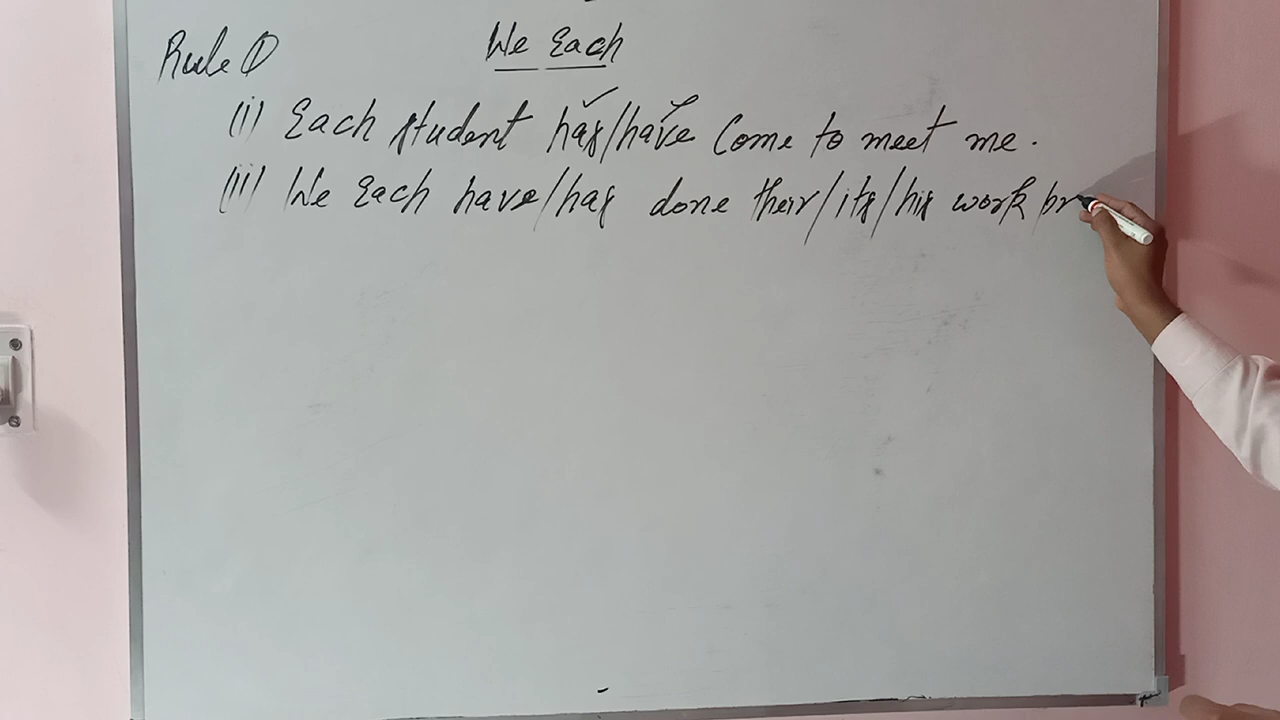 Rule ① We Each
(i) Each student has/have Come to meet me.
(ii) We Each have/has done their/its/his work br